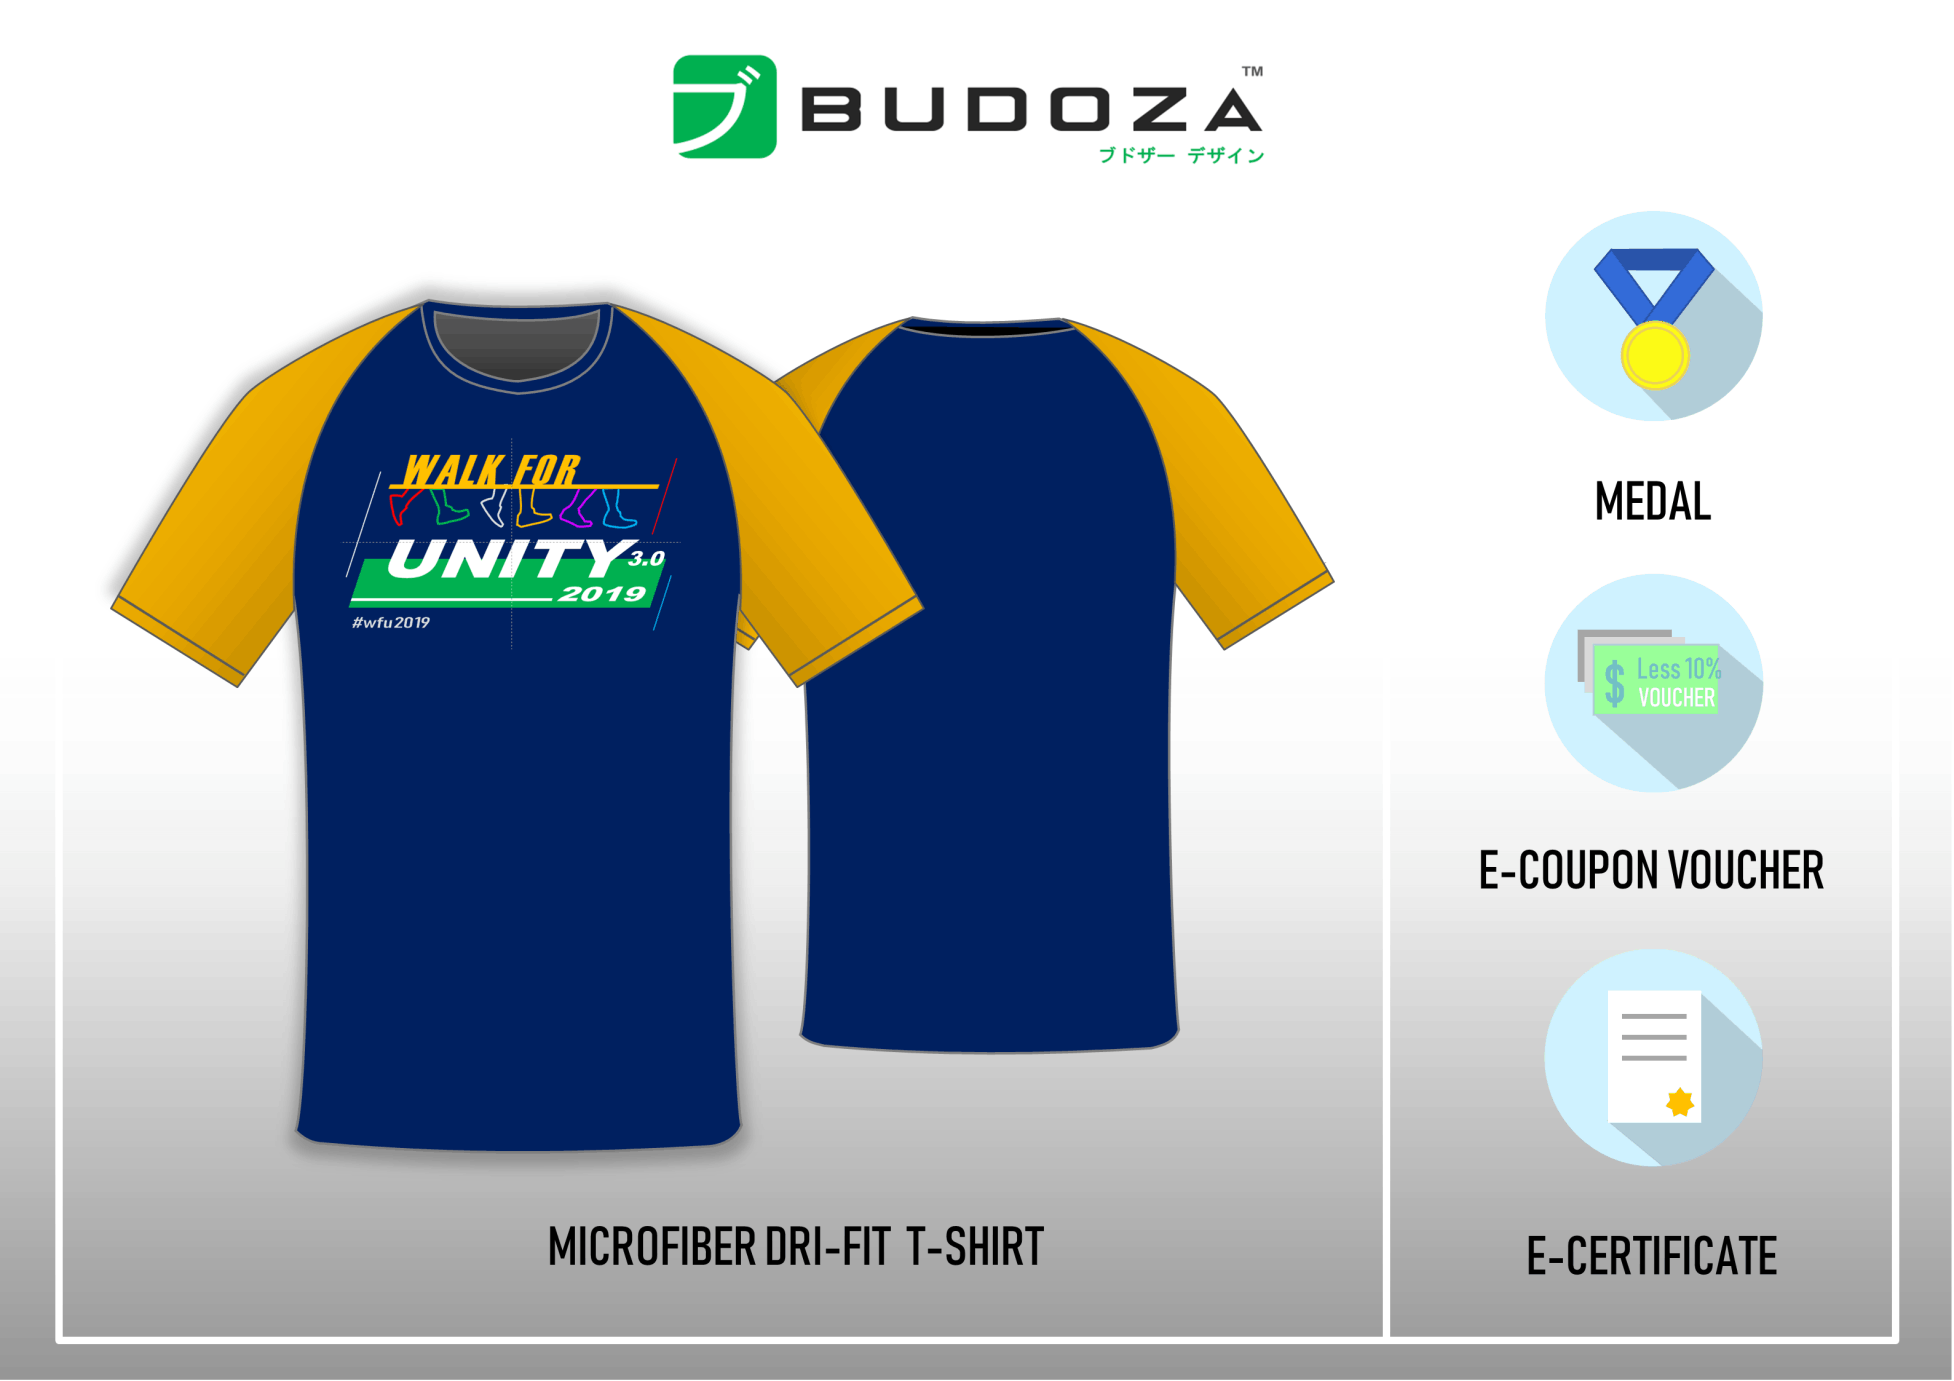 ブ BUDOZA™
ブドザー デザイン
WALK FOR
UNITY 3.0
2019
#wfu2019
MICROFIBER DRI-FIT T-SHIRT
MEDAL
$ Less 10%
VOUCHER
E-COUPON VOUCHER
E-CERTIFICATE